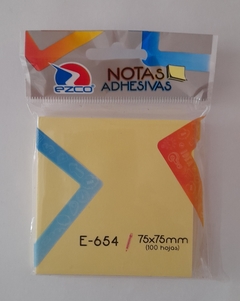 EZCO
NOTAS
ADHESIVAS
E-654 / 75x75mm
(100 hojas)